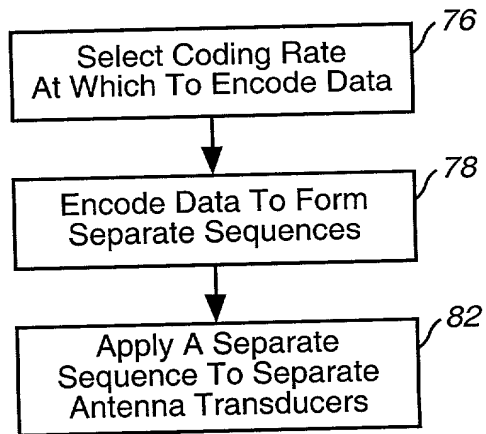 76
Select Coding Rate
At Which To Encode Data
78
Encode Data To Form
Separate Sequences
82
Apply A Separate
Sequence To Separate
Antenna Transducers